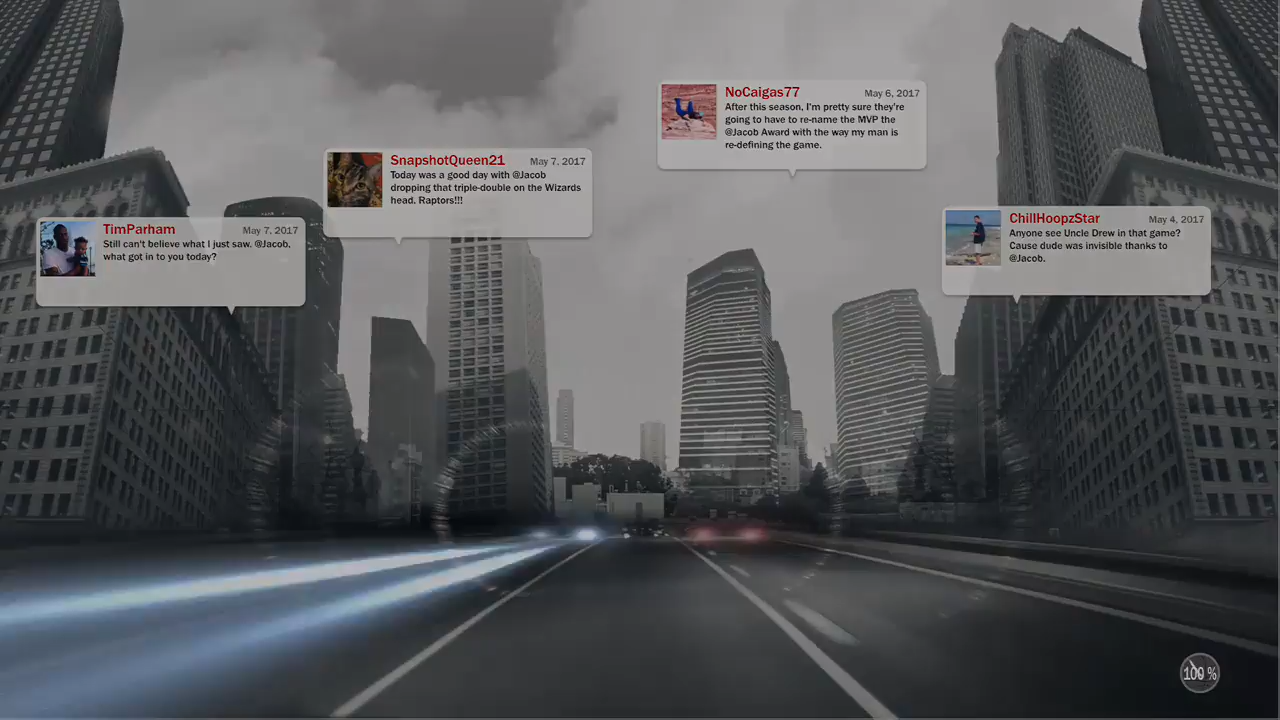 TimParham May 7, 2017
Still can't believe what I just saw. @Jacob,
what got in to you today?
SnapshotQueen21 May 7, 2017
Today was a good day with @Jacob
dropping that triple-double on the Wizards
head. Raptors!!!
NoCaigas77 May 6, 2017
After this season, I'm pretty sure they're
going to have to re-name the MVP the
@Jacob Award with the way my man is
re-defining the game.
ChillHoopzStar May 4, 2017
Anyone see Uncle Drew in that game?
Cause dude was invisible thanks to
@Jacob.
100 %